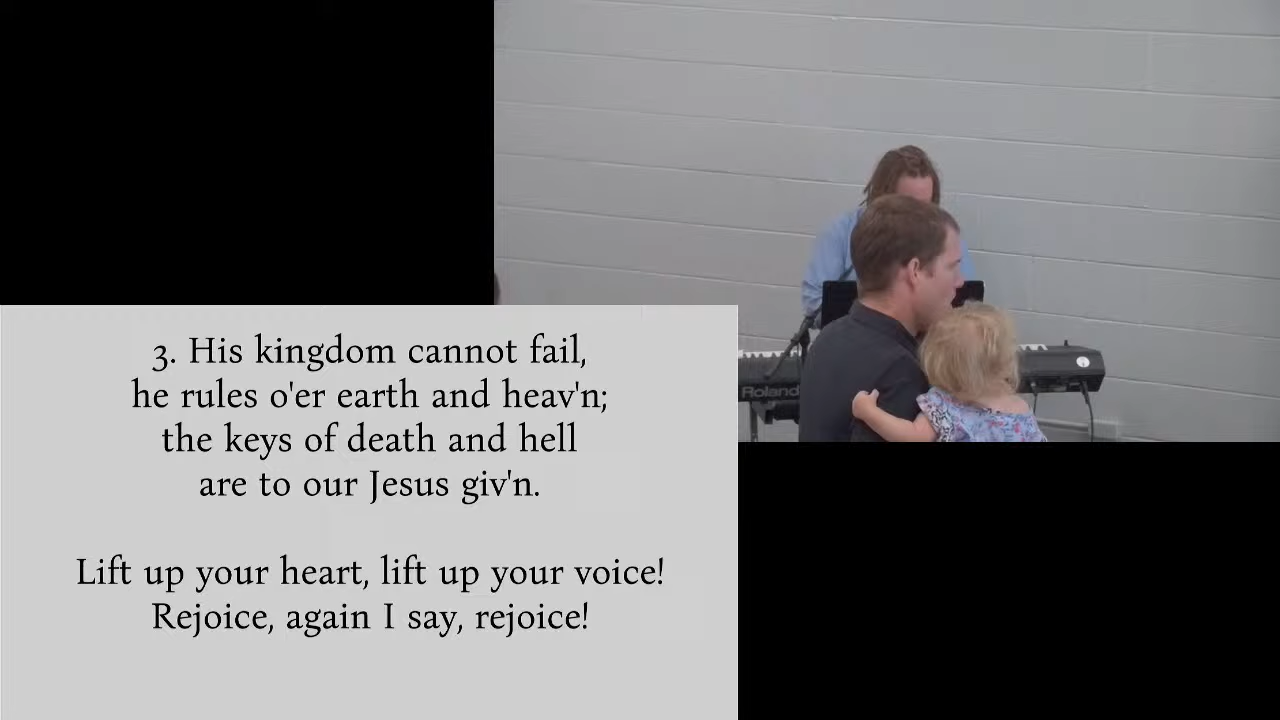 3. His kingdom cannot fail,
he rules o'er earth and heav'n;
the keys of death and hell
are to our Jesus giv'n.
Lift up your heart, lift up your voice!
Rejoice, again I say, rejoice!
Roland